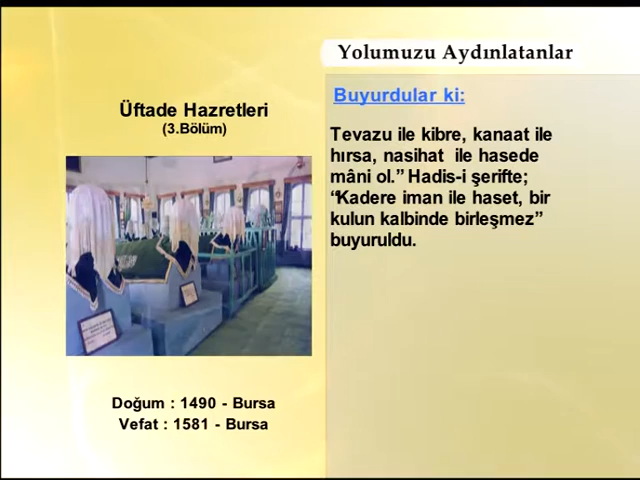 Yolumuzu Aydınlatanlar
Üftade Hazretleri
(3.Bölüm)
Doğum : 1490 - Bursa
Vefat : 1581 - Bursa
Buyurdular ki:
Tevazu ile kibre, kanaat ile
hırsa, nasihat ile hasede
mâni ol.” Hadis-i şerifte;
“Kadere iman ile haset, bir
kulun kalbinde birleşmez”
buyuruldu.